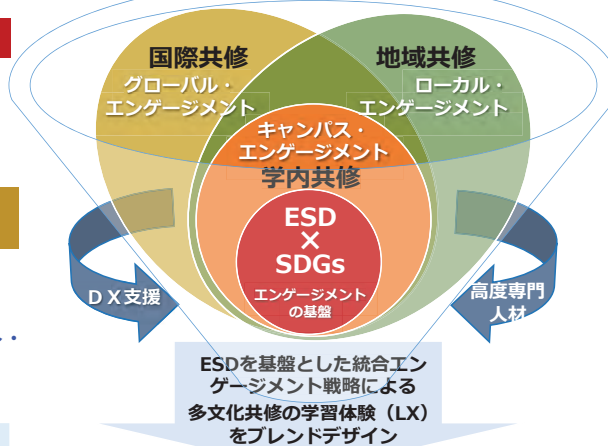 国際共修
グローバル・
エンゲージメント
地域共修
ローカル・
エンゲージメント
キャンパス・
エンゲージメント
学内共修
ESD
×
SDGs
エンゲージメント
の基盤
ＤＸ支援
高度専門
人材
ESDを基盤とした統合エン
ゲージメント戦略による
多文化共修の学習体験（LX）
をブレンドデザイン